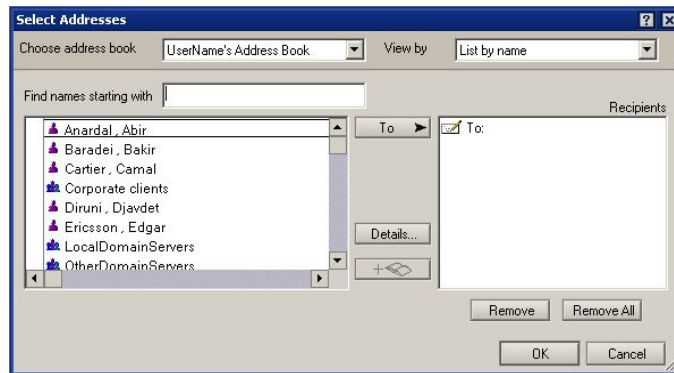 Select Addresses
Choose address book UserName's Address Book View by List by name
Find names starting with
Recipients
Anardal , Abir
To
To:
Baradei , Bakir
Cartier , Camal
Corporate clients
Diruni , Djavdet
Ericsson , Edgar
Details...
LocalDomainServers
OtherDomainServers
Remove Remove All
OK Cancel